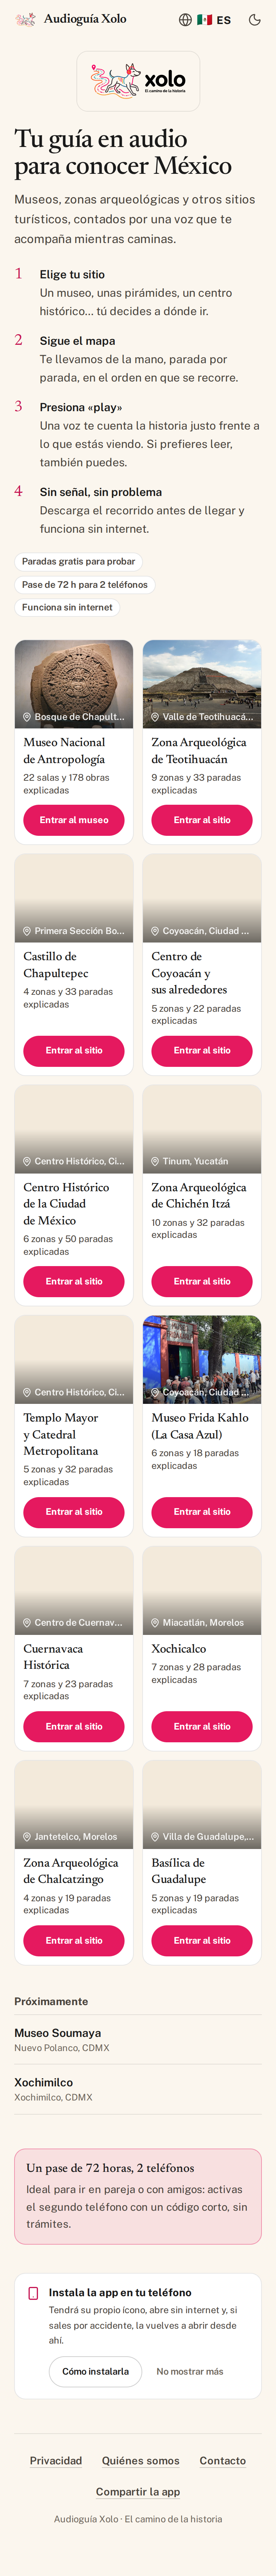 Audioguía Xolo
ES
xolo
El camino de la historia
Tu guía en audio
para conocer México
Museos, zonas arqueológicas y otros sitios
turísticos, contados por una voz que te
acompaña mientras caminas.
1 Elige tu sitio
Un museo, unas pirámides, un centro
histórico... tú decides a dónde ir.
2 Sigue el mapa
Te llevamos de la mano, parada por
parada, en el orden en que se recorre.
3 Presiona «play»
Una voz te cuenta la historia justo frente a
lo que estás viendo. Si prefieres leer,
también puedes.
4 Sin señal, sin problema
Descarga el recorrido antes de llegar y
funciona sin internet.
Paradas gratis para probar
Pase de 72 h para 2 teléfonos
Funciona sin internet
Bosque de Chapult...
Museo Nacional
de Antropología
22 salas y 178 obras
explicadas
Entrar al museo
Valle de Teotihuacá...
Zona Arqueológica
de Teotihuacán
9 zonas y 33 paradas
explicadas
Entrar al sitio
Primera Sección Bo...
Castillo de
Chapultepec
4 zonas y 33 paradas
explicadas
Entrar al sitio
Coyoacán, Ciudad ...
Centro de
Coyoacán y
sus alrededores
5 zonas y 22 paradas
explicadas
Entrar al sitio
Centro Histórico, Ci...
Centro Histórico
de la Ciudad
de México
6 zonas y 50 paradas
explicadas
Entrar al sitio
Tinum, Yucatán
Zona Arqueológica
de Chichén Itzá
10 zonas y 32 paradas
explicadas
Entrar al sitio
Centro Histórico, Ci...
Templo Mayor
y Catedral
Metropolitana
5 zonas y 32 paradas
explicadas
Entrar al sitio
Coyoacán, Ciudad ...
Museo Frida Kahlo
(La Casa Azul)
6 zonas y 18 paradas
explicadas
Entrar al sitio
Centro de Cuernav...
Cuernavaca
Histórica
7 zonas y 23 paradas
explicadas
Entrar al sitio
Miacatlán, Morelos
Xochicalco
7 zonas y 28 paradas
explicadas
Entrar al sitio
Jantetelco, Morelos
Zona Arqueológica
de Chalcatzingo
4 zonas y 19 paradas
explicadas
Entrar al sitio
Villa de Guadalupe,...
Basílica de
Guadalupe
5 zonas y 19 paradas
explicadas
Entrar al sitio
Próximamente
Museo Soumaya
Nuevo Polanco, CDMX
Xochimilco
Xochimilco, CDMX
Un pase de 72 horas, 2 teléfonos
Ideal para ir en pareja o con amigos: activas
el segundo teléfono con un código corto, sin
trámites.
Instala la app en tu teléfono
Tendrá su propio ícono, abre sin internet y, si
sales por accidente, la vuelves a abrir desde
ahí.
Cómo instalarla
No mostrar más
Privacidad
Quiénes somos
Contacto
Compartir la app
Audioguía Xolo · El camino de la historia